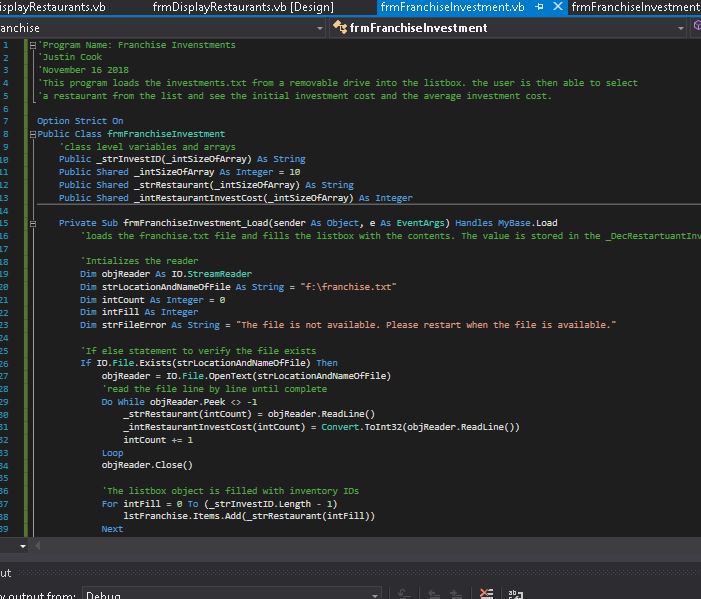 isplayRestaurants.vb frmDisplayRestaurants.vb [Design] frmFranchiseInvestment.vb frmFranchiseInvestment
anchise frmFranchiseInvestment
1 'Program Name: Franchise Invenstments
2 'Justin Cook
3 'November 16 2018
4 'This program loads the investments.txt from a removable drive into the listbox. the user is then able to select
5 'a restaurant from the list and see the initial investment cost and the average investment cost.
6
7 Option Strict On
8 Public Class frmFranchiseInvestment
9 'class level variables and arrays
10 Public _strInvestID(_intSizeOfArray) As String
11 Public Shared _intSizeOfArray As Integer = 10
12 Public Shared _strRestaurant(_intSizeOfArray) As String
13 Public Shared _intRestaurantInvestCost(_intSizeOfArray) As Integer
14
15 Private Sub frmFranchiseInvestment_Load(sender As Object, e As EventArgs) Handles MyBase.Load
16 'loads the franchise.txt file and fills the listbox with the contents. The value is stored in the _DecRestartuantInv
17
18 'Intializes the reader
19 Dim objReader As IO.StreamReader
20 Dim strLocationAndNameOfFile As String = "f:\franchise.txt"
21 Dim intCount As Integer = 0
22 Dim intFill As Integer
23 Dim strFileError As String = "The file is not available. Please restart when the file is available."
24
25 'If else statement to verify the file exists
26 If IO.File.Exists(strLocationAndNameOfFile) Then
27 objReader = IO.File.OpenText(strLocationAndNameOfFile)
28 'read the file line by line until complete
29 Do While objReader.Peek <> -1
30 _strRestaurant(intCount) = objReader.ReadLine()
31 _intRestaurantInvestCost(intCount) = Convert.ToInt32(objReader.ReadLine())
32 intCount += 1
33 Loop
34 objReader.Close()
35
36 'The listbox object is filled with inventory IDs
37 For intFill = 0 To (_strInvestID.Length - 1)
38 lstFranchise.Items.Add(_strRestaurant(intFill))
39 Next
ut
y output from: Debug